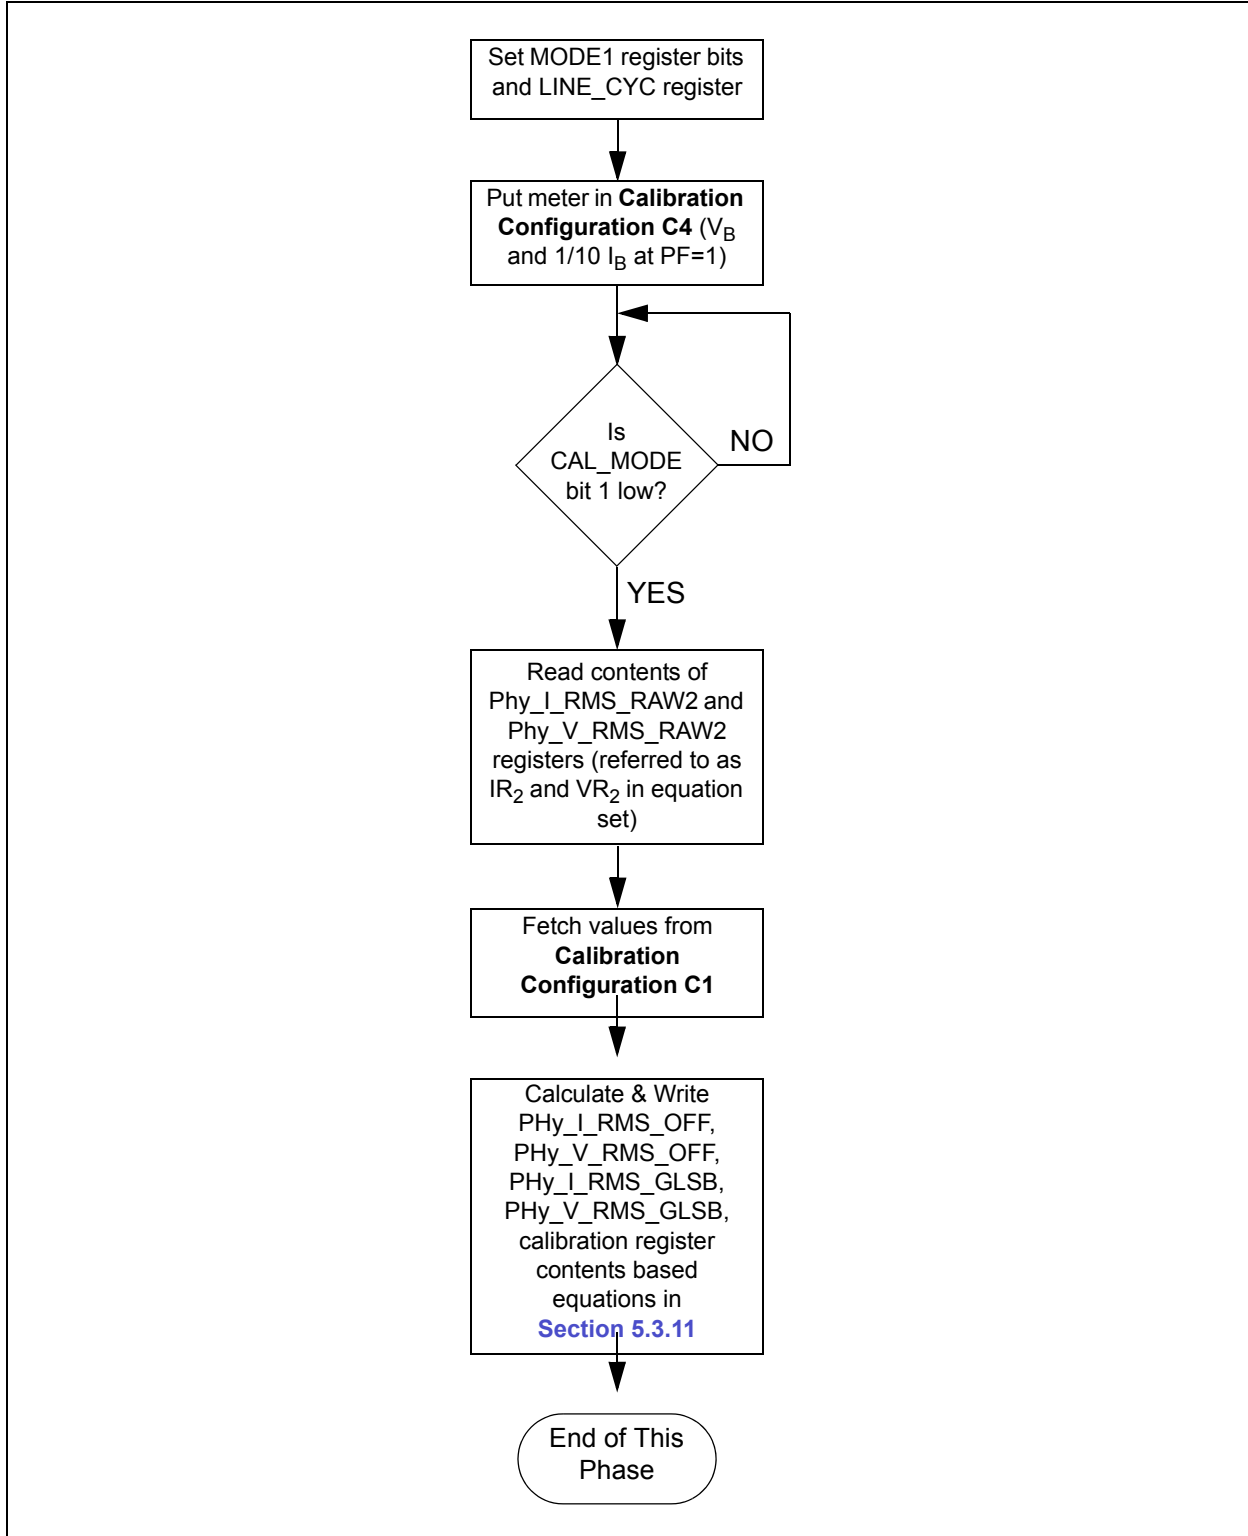 Set MODE1 register bits
and LINE_CYC register
Put meter in Calibration
Configuration C4 (VB
and 1/10 IB at PF=1)
Is
CAL_MODE
bit 1 low?
NO
YES
Read contents of
Phy_I_RMS_RAW2 and
Phy_V_RMS_RAW2
registers (referred to as
IR2 and VR2 in equation
set)
Fetch values from
Calibration
Configuration C1
Calculate & Write
PHy_I_RMS_OFF,
PHy_V_RMS_OFF,
PHy_I_RMS_GLSB,
PHy_V_RMS_GLSB,
calibration register
contents based
equations in
Section 5.3.11
End of This
Phase